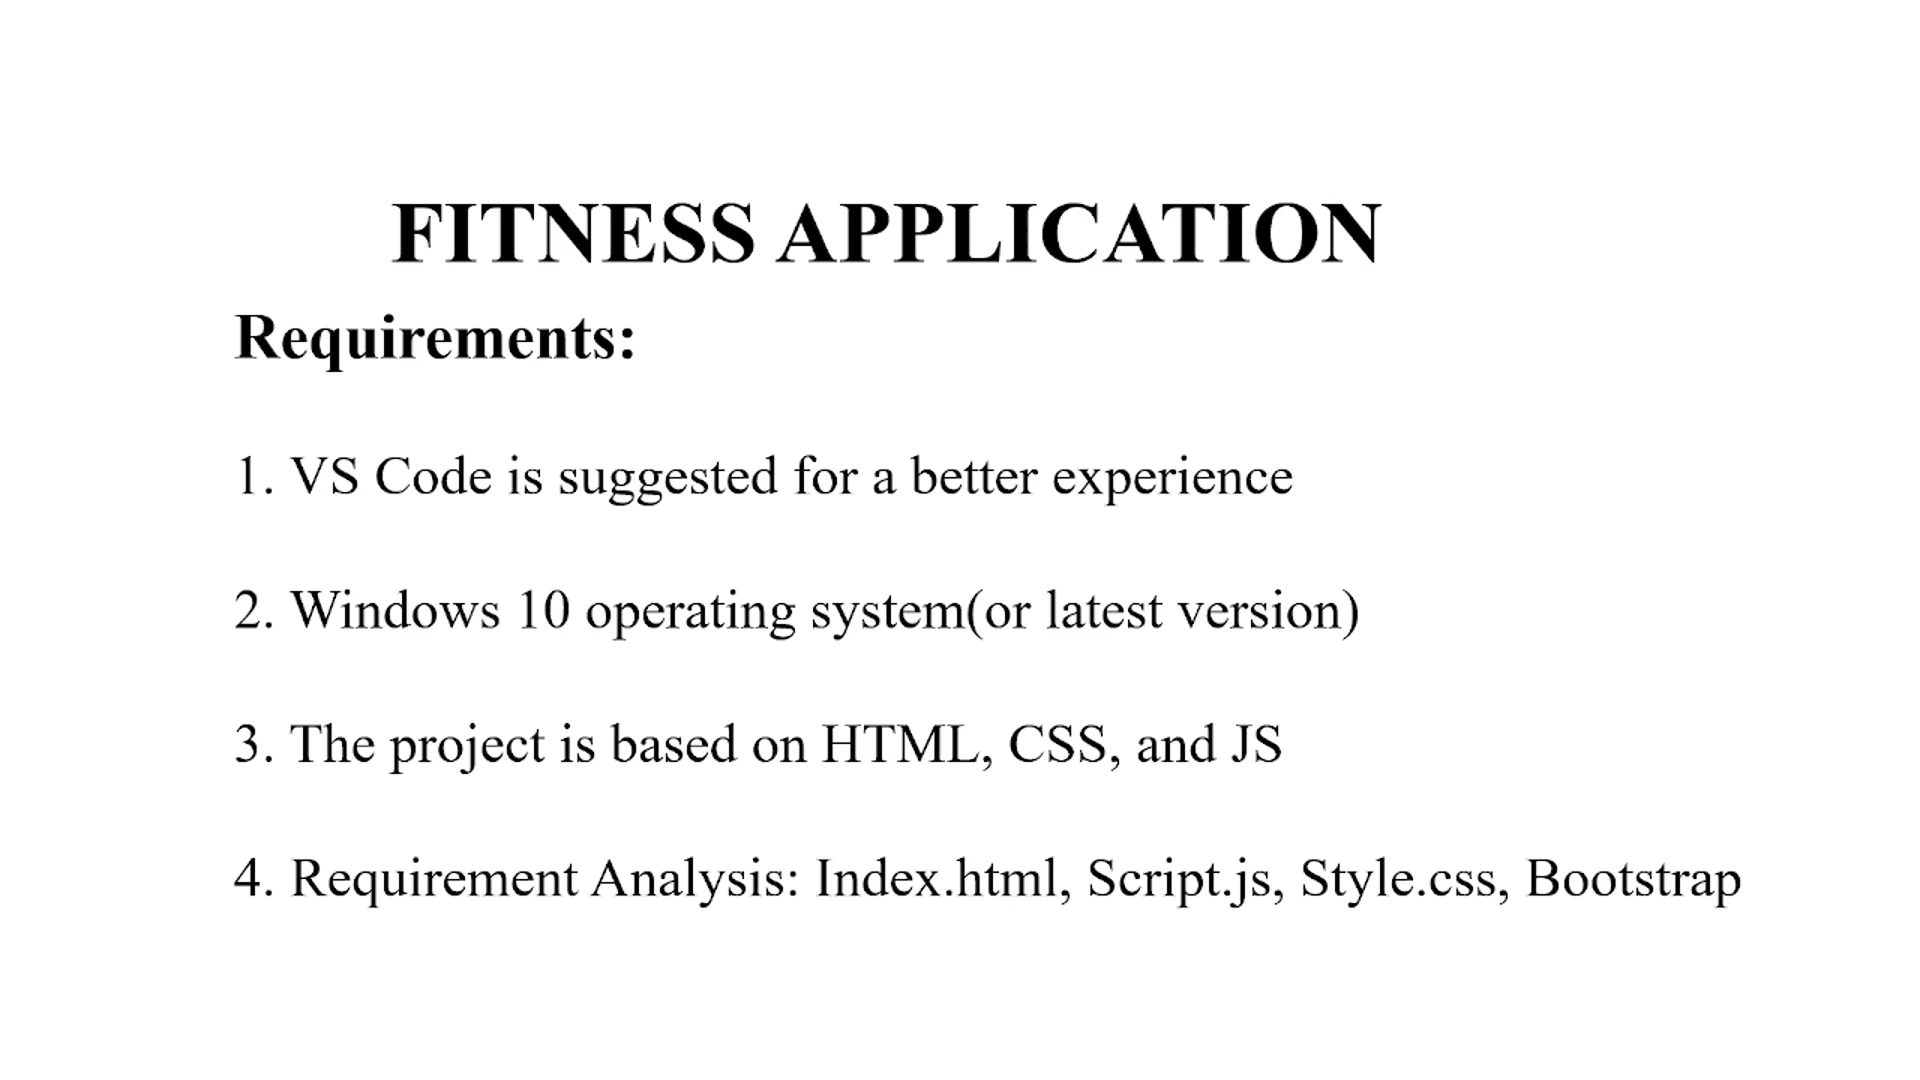 FITNESS APPLICATION
Requirements:
1. VS Code is suggested for a better experience
2. Windows 10 operating system(or latest version)
3. The project is based on HTML, CSS, and JS
4. Requirement Analysis: Index.html, Script.js, Style.css, Bootstrap